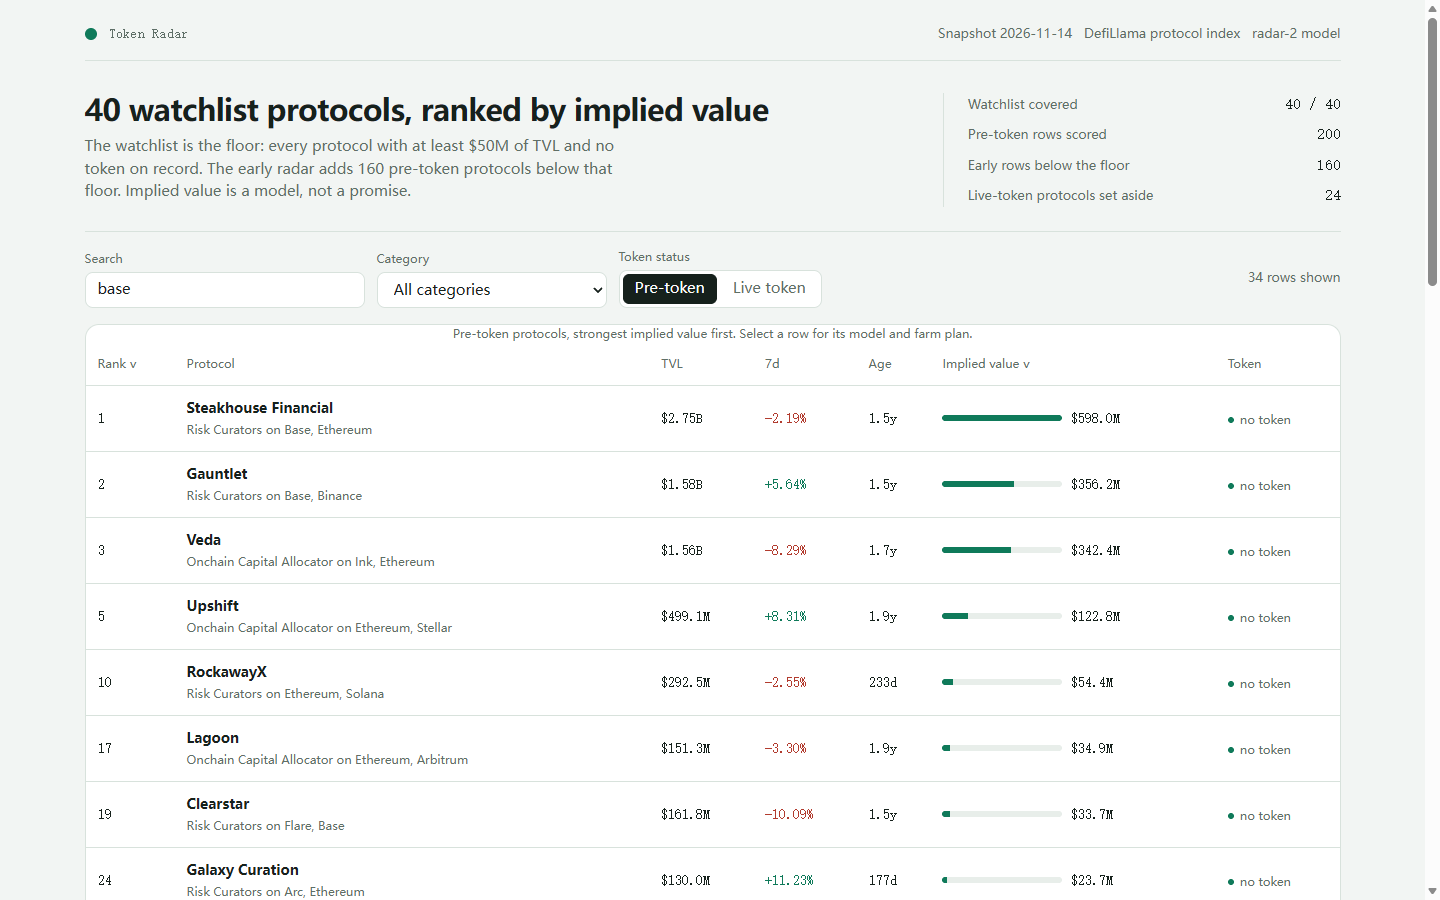 Token Radar
Snapshot 2026-11-14 DefiLlama protocol index radar-2 model
40 watchlist protocols, ranked by implied value
The watchlist is the floor: every protocol with at least $50M of TVL and no
token on record. The early radar adds 160 pre-token protocols below that
floor. Implied value is a model, not a promise.
Watchlist covered 40 / 40
Pre-token rows scored 200
Early rows below the floor 160
Live-token protocols set aside 24
Search
Category
Token status
base
All categories
Pre-token
Live token
34 rows shown
Pre-token protocols, strongest implied value first. Select a row for its model and farm plan.
Rank v Protocol TVL 7d Age Implied value v Token
1 Steakhouse Financial $2.75B −2.19% 1.5y $598.0M no token
Risk Curators on Base, Ethereum
2 Gauntlet $1.58B +5.64% 1.5y $356.2M no token
Risk Curators on Base, Binance
3 Veda $1.56B −8.29% 1.7y $342.4M no token
Onchain Capital Allocator on Ink, Ethereum
5 Upshift $499.1M +8.31% 1.9y $122.8M no token
Onchain Capital Allocator on Ethereum, Stellar
10 RockawayX $292.5M −2.55% 233d $54.4M no token
Risk Curators on Ethereum, Solana
17 Lagoon $151.3M −3.30% 1.9y $34.9M no token
Onchain Capital Allocator on Ethereum, Arbitrum
19 Clearstar $161.8M −10.09% 1.5y $33.7M no token
Risk Curators on Flare, Base
24 Galaxy Curation $130.0M +11.23% 177d $23.7M no token
Risk Curators on Arc, Ethereum